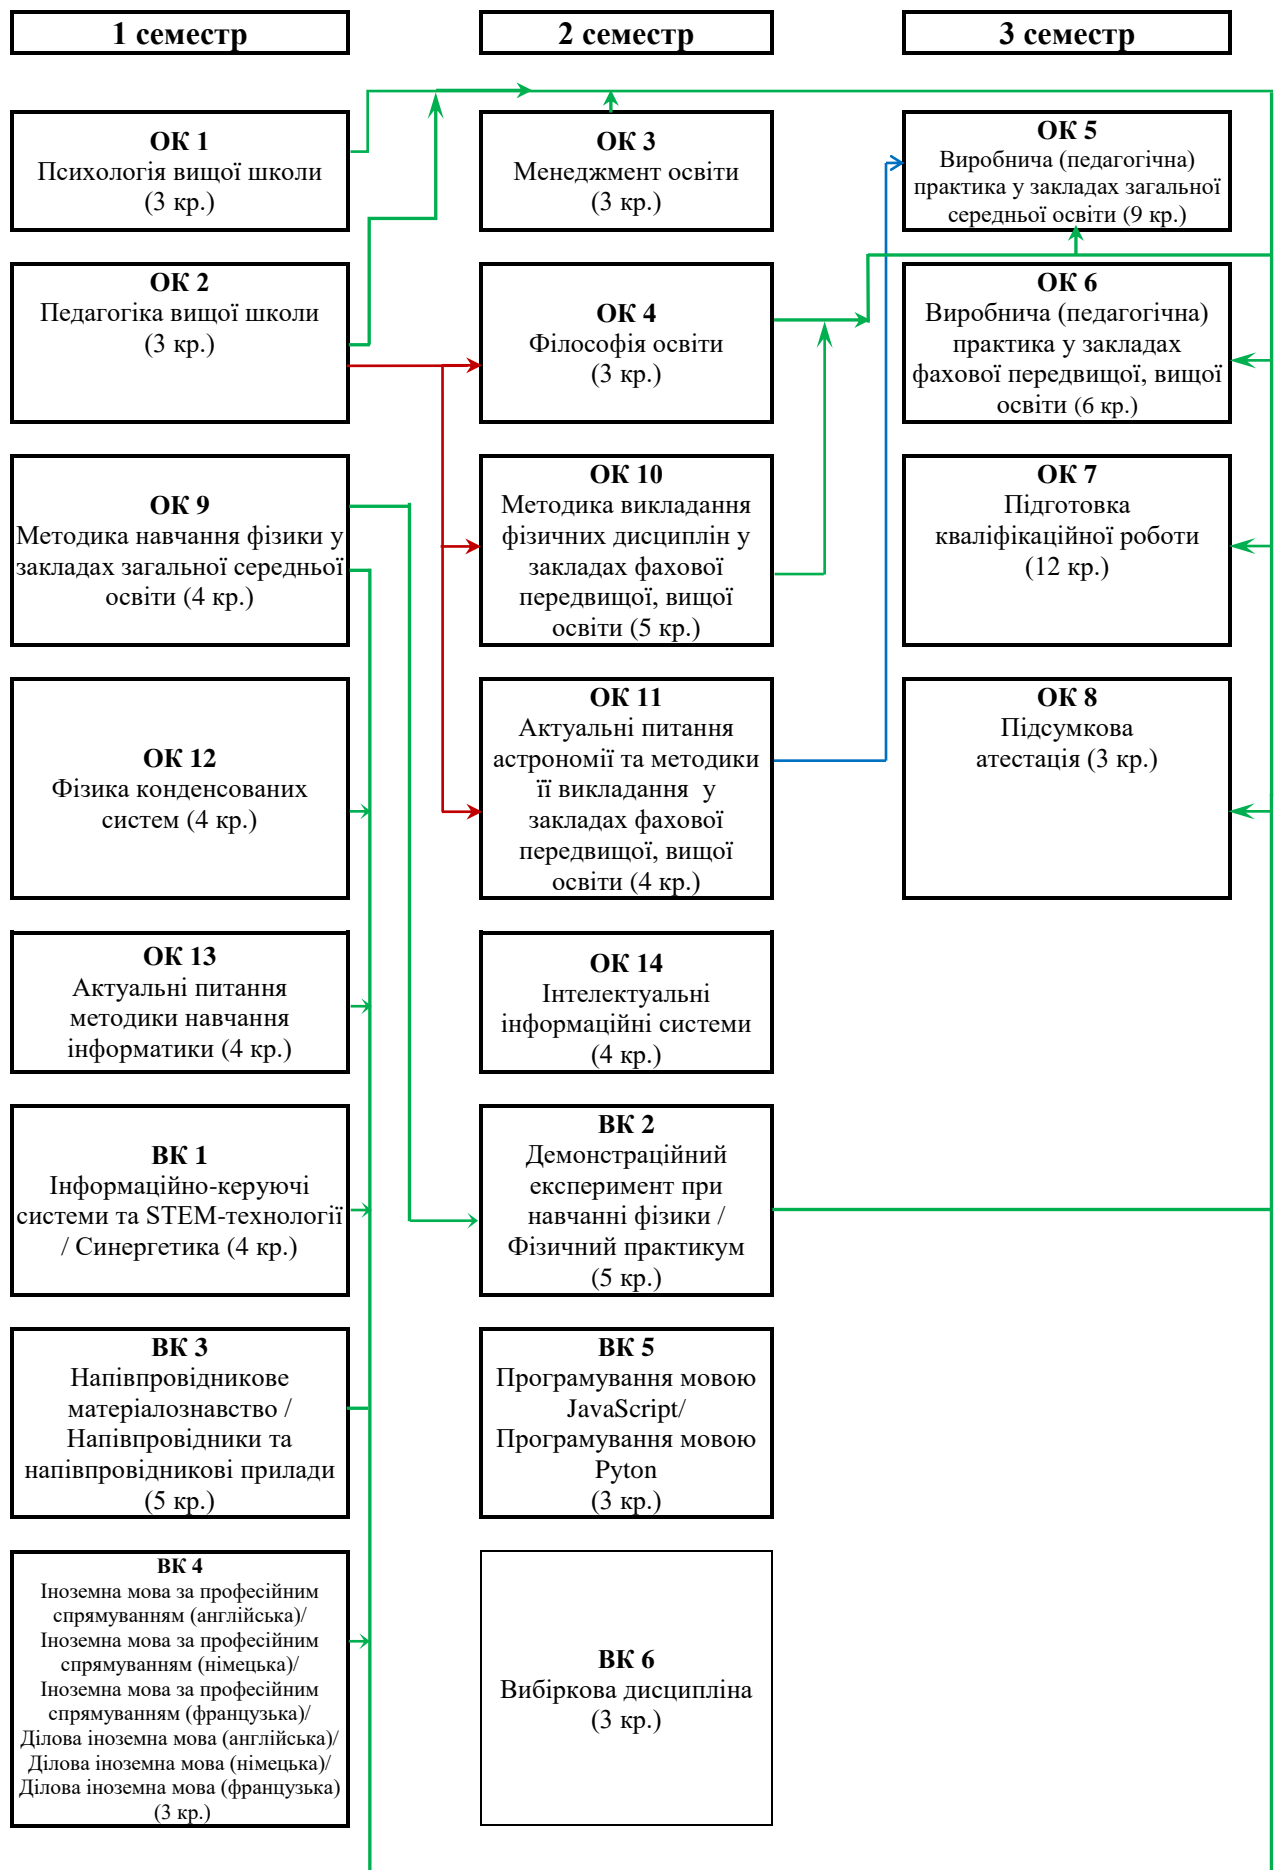 1 семестр
2 семестр
3 семестр
ОК 1
Психологія вищої школи
(3 кр.)
ОК 3
Менеджмент освіти
(3 кр.)
ОК 5
Виробнича (педагогічна)
практика у закладах загальної
середньої освіти (9 кр.)
ОК 2
Педагогіка вищої школи
(3 кр.)
ОК 4
Філософія освіти
(3 кр.)
ОК 6
Виробнича (педагогічна)
практика у закладах
фахової передвищої, вищої
освіти (6 кр.)
ОК 9
Методика навчання фізики у
закладах загальної середньої
освіти (4 кр.)
ОК 10
Методика викладання
фізичних дисциплін у
закладах фахової
передвищої, вищої
освіти (5 кр.)
ОК 7
Підготовка
кваліфікаційної роботи
(12 кр.)
ОК 12
Фізика конденсованих
систем (4 кр.)
ОК 11
Актуальні питання
астрономії та методики
її викладання у
закладах фахової
передвищої, вищої
освіти (4 кр.)
ОК 8
Підсумкова
атестація (3 кр.)
ОК 13
Актуальні питання
методики навчання
інформатики (4 кр.)
ОК 14
Інтелектуальні
інформаційні системи
(4 кр.)
ВК 1
Інформаційно-керуючі
системи та STEM-технології
/ Синергетика (4 кр.)
ВК 2
Демонстраційний
експеримент при
навчанні фізики /
Фізичний практикум
(5 кр.)
ВК 3
Напівпровідникове
матеріалознавство /
Напівпровідники та
напівпровідникові прилади
(5 кр.)
ВК 5
Програмування мовою
JavaScript/
Програмування мовою
Pyton
(3 кр.)
ВК 4
Іноземна мова за професійним
спрямуванням (англійська)/
Іноземна мова за професійним
спрямуванням (німецька)/
Іноземна мова за професійним
спрямуванням (французька)/
Ділова іноземна мова (англійська)/
Ділова іноземна мова (німецька)/
Ділова іноземна мова (французька)
(3 кр.)
ВК 6
Вибіркова дисципліна
(3 кр.)